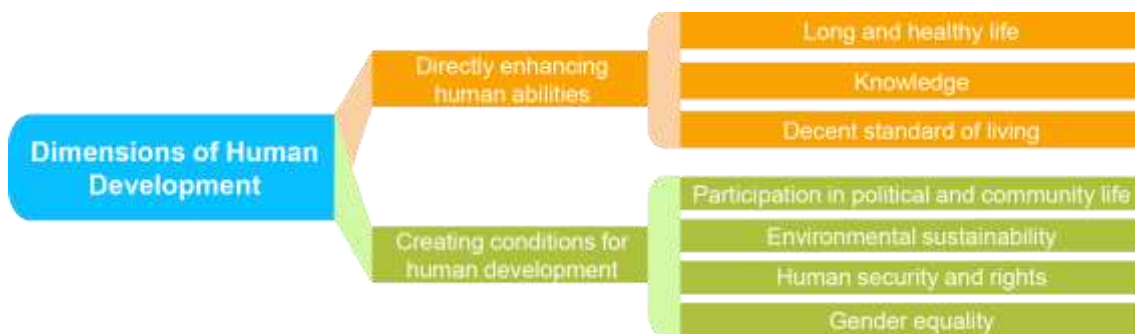 Dimensions of Human
Development
Directly enhancing
human abilities
Long and healthy life
Knowledge
Decent standard of living
Creating conditions for
human development
Participation in political and community life
Environmental sustainability
Human security and rights
Gender equality